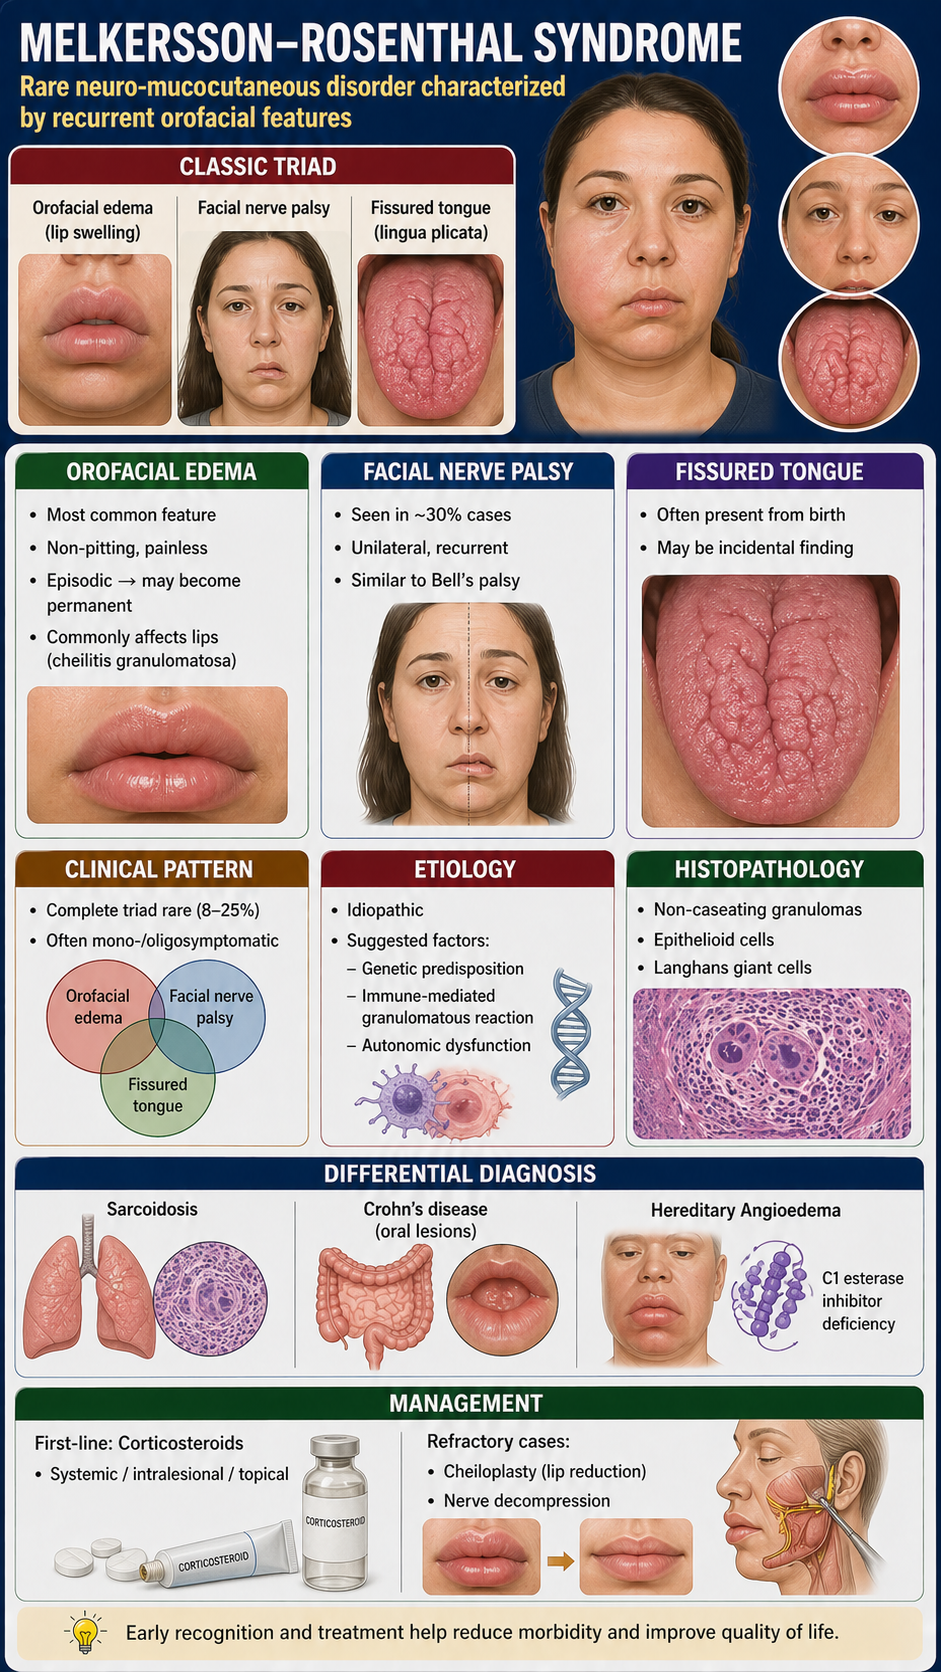 MELKERSSON–ROSENTHAL SYNDROME
Rare neuro-mucocutaneous disorder characterized
by recurrent orofacial features
CLASSIC TRIAD
Orofacial edema
(lip swelling)
Facial nerve palsy
Fissured tongue
(lingua plicata)
OROFACIAL EDEMA
• Most common feature
• Non-pitting, painless
• Episodic → may become
permanent
• Commonly affects lips
(cheilitis granulomatosa)
FACIAL NERVE PALSY
• Seen in ~30% cases
• Unilateral, recurrent
• Similar to Bell's palsy
FISSURED TONGUE
• Often present from birth
• May be incidental finding
CLINICAL PATTERN
• Complete triad rare (8–25%)
• Often mono-/oligosymptomatic
Orofacial
edema
Facial nerve
palsy
Fissured
tongue
ETIOLOGY
• Idiopathic
• Suggested factors:
– Genetic predisposition
– Immune-mediated
granulomatous reaction
– Autonomic dysfunction
HISTOPATHOLOGY
• Non-caseating granulomas
• Epithelioid cells
• Langhans giant cells
DIFFERENTIAL DIAGNOSIS
Sarcoidosis
Crohn's disease
(oral lesions)
Hereditary Angioedema
C1 esterase
inhibitor
deficiency
MANAGEMENT
First-line: Corticosteroids
• Systemic / intralesional / topical
CORTICOSTEROID
CORTICOSTEROID
Refractory cases:
• Cheiloplasty (lip reduction)
• Nerve decompression
Early recognition and treatment help reduce morbidity and improve quality of life.